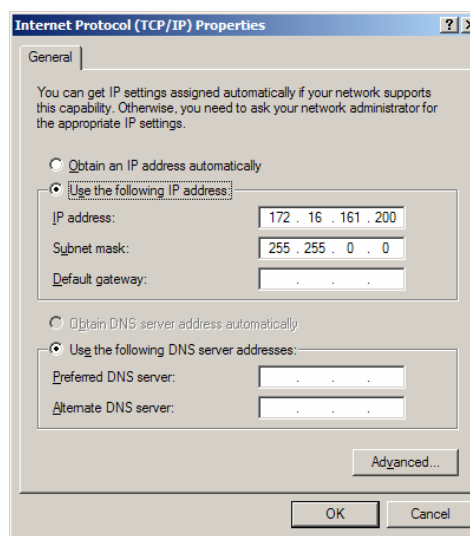 Internet Protocol (TCP/IP) Properties
General
You can get IP settings assigned automatically if your network supports
this capability. Otherwise, you need to ask your network administrator for
the appropriate IP settings.
Obtain an IP address automatically
Use the following IP address:
IP address: 172 . 16 . 161 . 200
Subnet mask: 255 . 255 . 0 . 0
Default gateway: . . .
Obtain DNS server address automatically
Use the following DNS server addresses:
Preferred DNS server: . . .
Alternate DNS server: . . .
Advanced...
OK Cancel